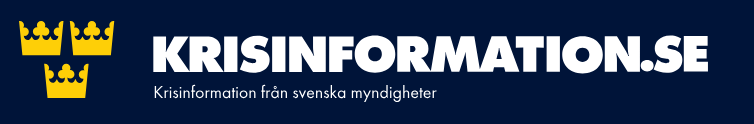 KRISINFORMATION.SE
Krisinformation från svenska myndigheter